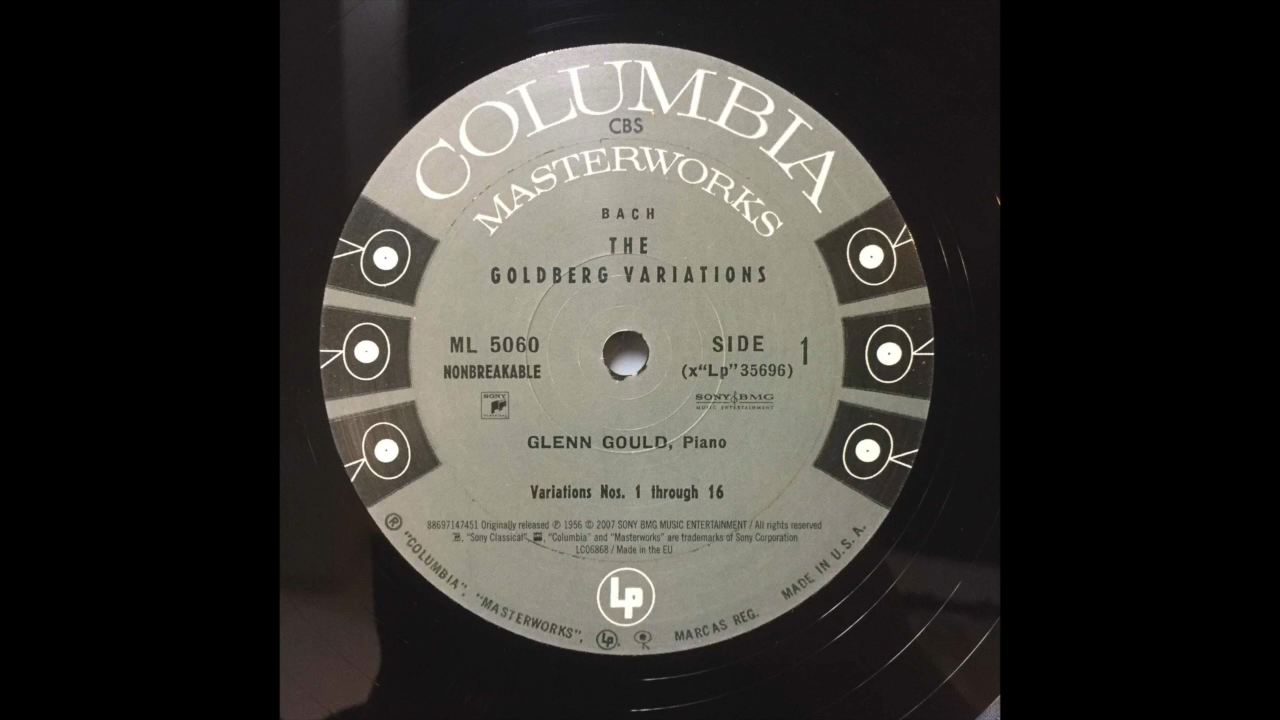 COLUMBIA
CBS
MASTERWORKS
BACH
THE
GOLDBERG VARIATIONS
ML 5060
NONBREAKABLE
SIDE 1
(x“Lp”35696)
SONY
SONY BMG
MUSIC ENTERTAINMENT
GLENN GOULD, Piano
Variations Nos. 1 through 16
88697147451 Originally released ℗ 1956 © 2007 SONY BMG MUSIC ENTERTAINMENT / All rights reserved
"Sony Classical", "Columbia" and "Masterworks" are trademarks of Sony Corporation
LC06868 / Made in the EU
Lp
® "COLUMBIA", "MASTERWORKS", Lp MARCAS REG. MADE IN U.S.A.